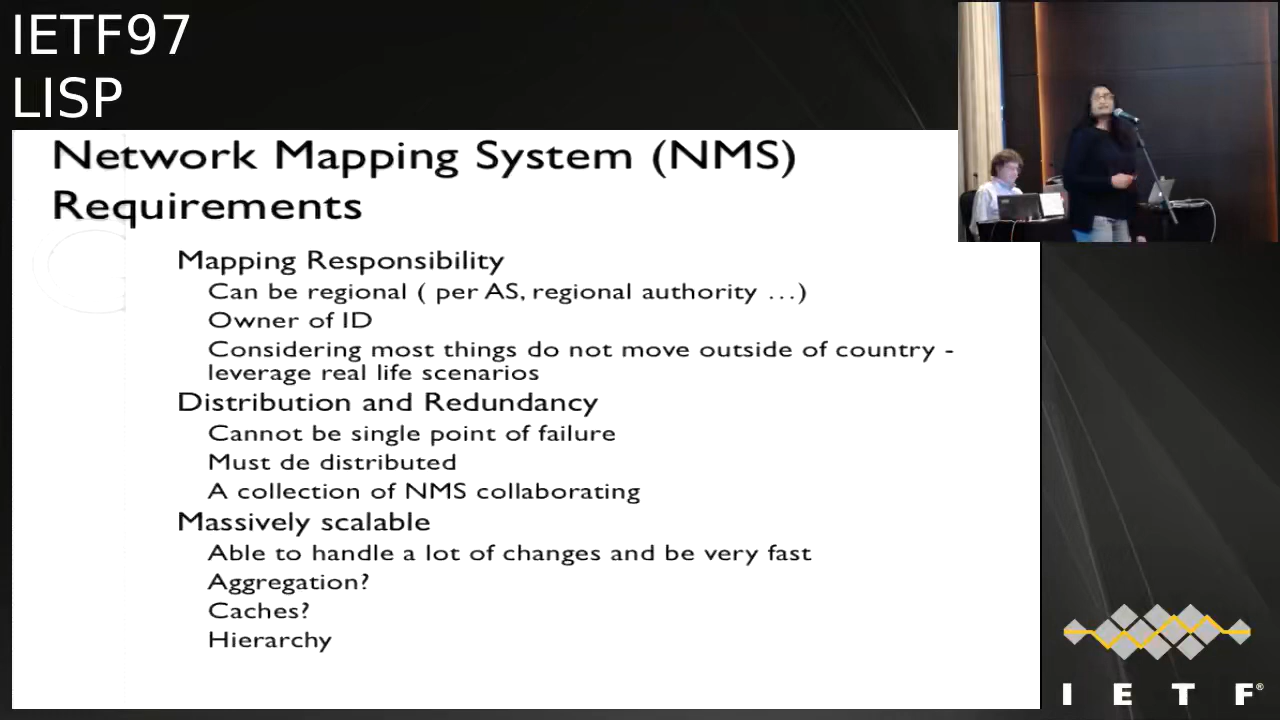 IETF97
LISP
Network Mapping System (NMS)
Requirements
Mapping Responsibility
Can be regional ( per AS, regional authority …)
Owner of ID
Considering most things do not move outside of country -
leverage real life scenarios
Distribution and Redundancy
Cannot be single point of failure
Must de distributed
A collection of NMS collaborating
Massively scalable
Able to handle a lot of changes and be very fast
Aggregation?
Caches?
Hierarchy
I E T F®